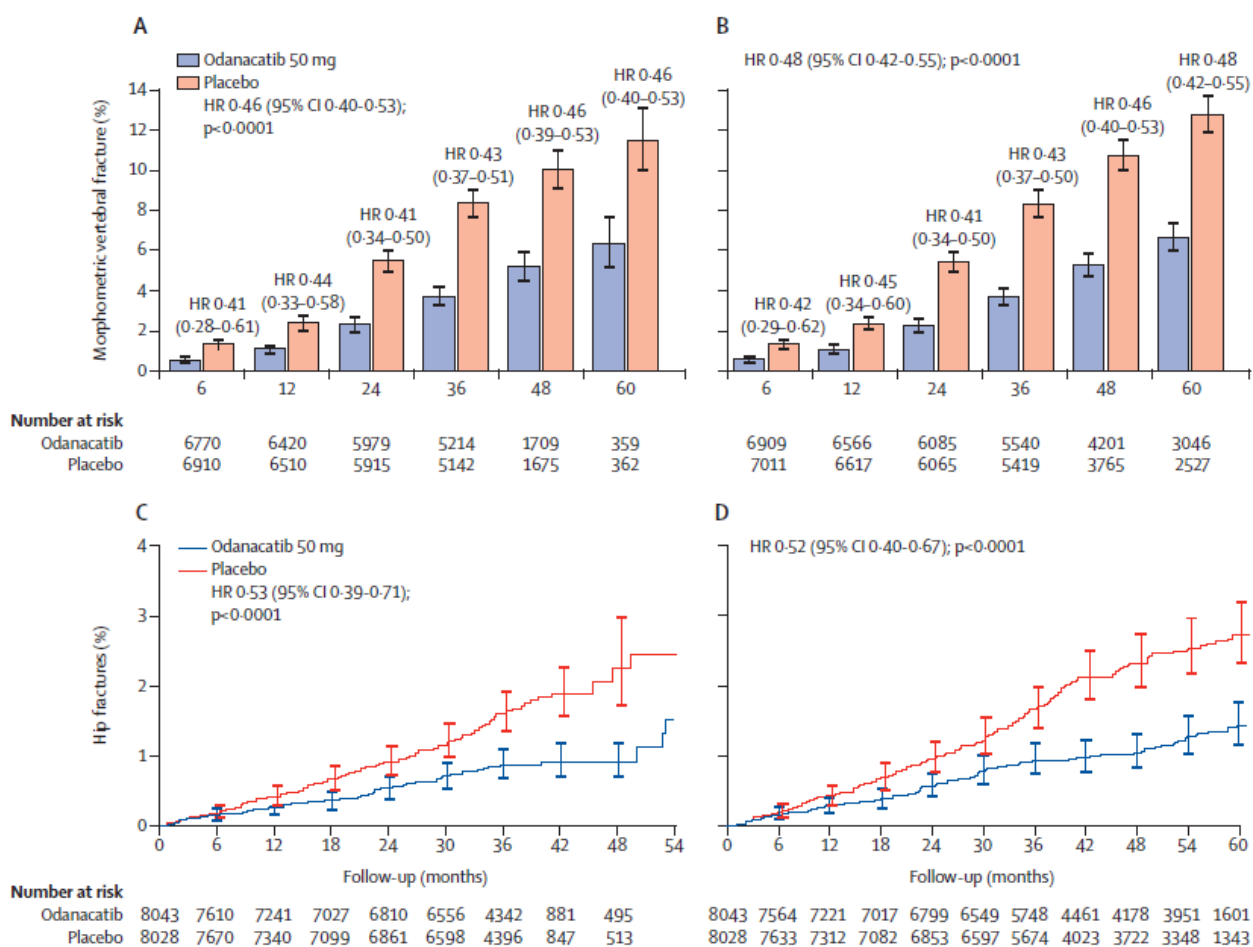 A
Odanacatib 50 mg
Placebo
HR 0·46 (95% CI 0·40-0·53);
p<0·0001
Morphometric vertebral fracture (%)
14
12
10
8
6
4
2
0
HR 0·41
(0·28–0·61)
HR 0·44
(0·33–0·58)
HR 0·41
(0·34–0·50)
HR 0·43
(0·37–0·51)
HR 0·46
(0·39–0·53)
HR 0·46
(0·40–0·53)
6 12 24 36 48 60
B
HR 0·48 (95% CI 0·42-0·55); p<0·0001
HR 0·42
(0·29–0·62)
HR 0·45
(0·34–0·60)
HR 0·41
(0·34–0·50)
HR 0·43
(0·37–0·50)
HR 0·46
(0·40–0·53)
HR 0·48
(0·42–0·55)
6 12 24 36 48 60
Number at risk
Odanacatib 6770 6420 5979 5214 1709 359 6909 6566 6085 5540 4201 3046
Placebo 6910 6510 5915 5142 1675 362 7011 6617 6065 5419 3765 2527
C
Odanacatib 50 mg
Placebo
HR 0·53 (95% CI 0·39-0·71);
p<0·0001
Hip fractures (%)
4
3
2
1
0
0 6 12 18 24 30 36 42 48 54
Follow-up (months)
D
HR 0·52 (95% CI 0·40-0·67); p<0·0001
0 6 12 18 24 30 36 42 48 54 60
Follow-up (months)
Number at risk
Odanacatib 8043 7610 7241 7027 6810 6556 4342 881 495 8043 7564 7221 7017 6799 6549 5748 4461 4178 3951 1601
Placebo 8028 7670 7340 7099 6861 6598 4396 847 513 8028 7633 7312 7082 6853 6597 5674 4023 3722 3348 1343